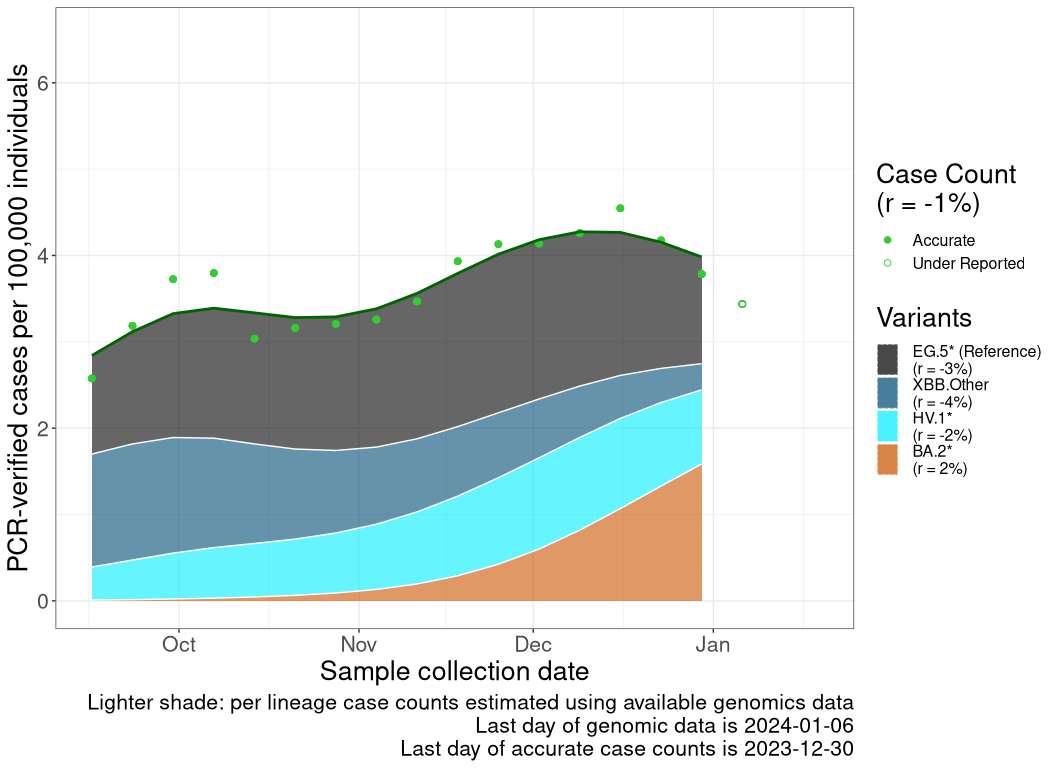 PCR-verified cases per 100,000 individuals
6
4
2
0
Oct
Nov
Dec
Jan
Sample collection date
Lighter shade: per lineage case counts estimated using available genomics data
Last day of genomic data is 2024-01-06
Last day of accurate case counts is 2023-12-30
Case Count
(r = -1%)
Accurate
Under Reported
Variants
EG.5* (Reference)
(r = -3%)
XBB.Other
(r = -4%)
HV.1*
(r = -2%)
BA.2*
(r = 2%)